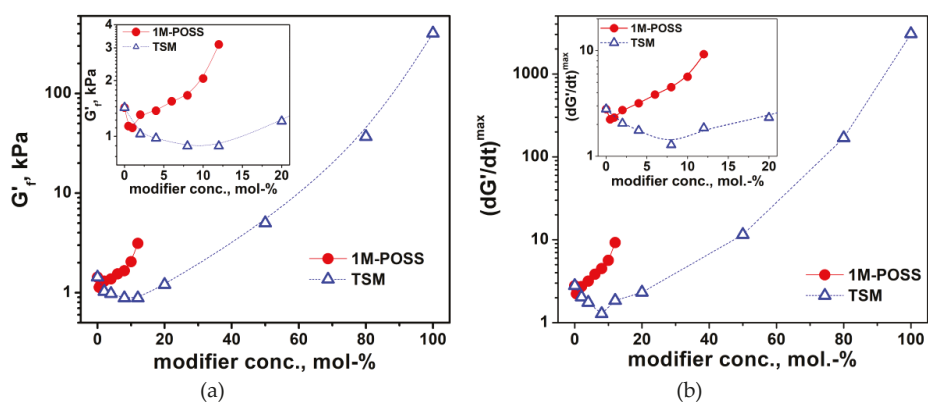 G'f, kPa
100
10
1
0 20 40 60 80 100
modifier conc., mol-%
1M-POSS
TSM
G'f, kPa
4
3
2
1
0 5 10 15 20
modifier conc., mol-%
1M-POSS
TSM
(a)
(dG'/dt)max
1000
100
10
1
0 20 40 60 80 100
modifier conc., mol.-%
1M-POSS
TSM
(dG'/dt)max
10
1
0 5 10 15 20
modifier conc., mol.-%
1M-POSS
TSM
(b)